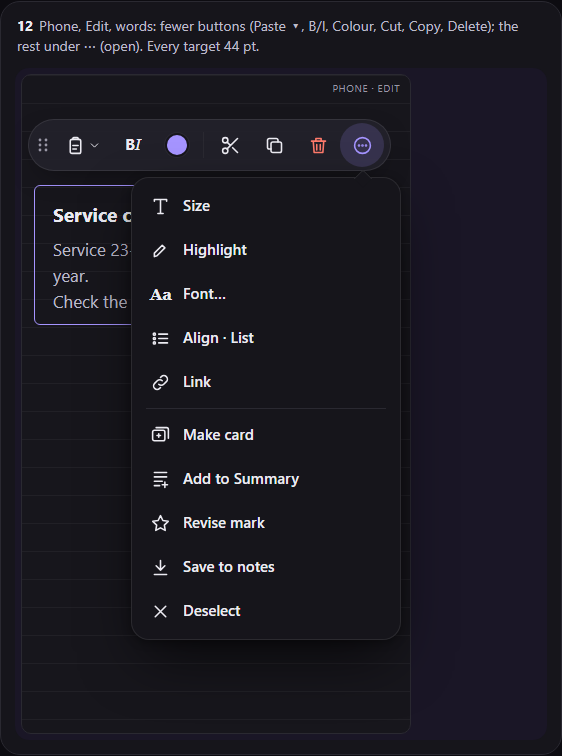 12 Phone, Edit, words: fewer buttons (Paste ▾, B/I, Colour, Cut, Copy, Delete); the
rest under ··· (open). Every target 44 pt.
PHONE · EDIT
BI
Service
Service 23
year.
Check the
Size
Highlight
Aa Font...
Align · List
Link
Make card
Add to Summary
Revise mark
Save to notes
Deselect